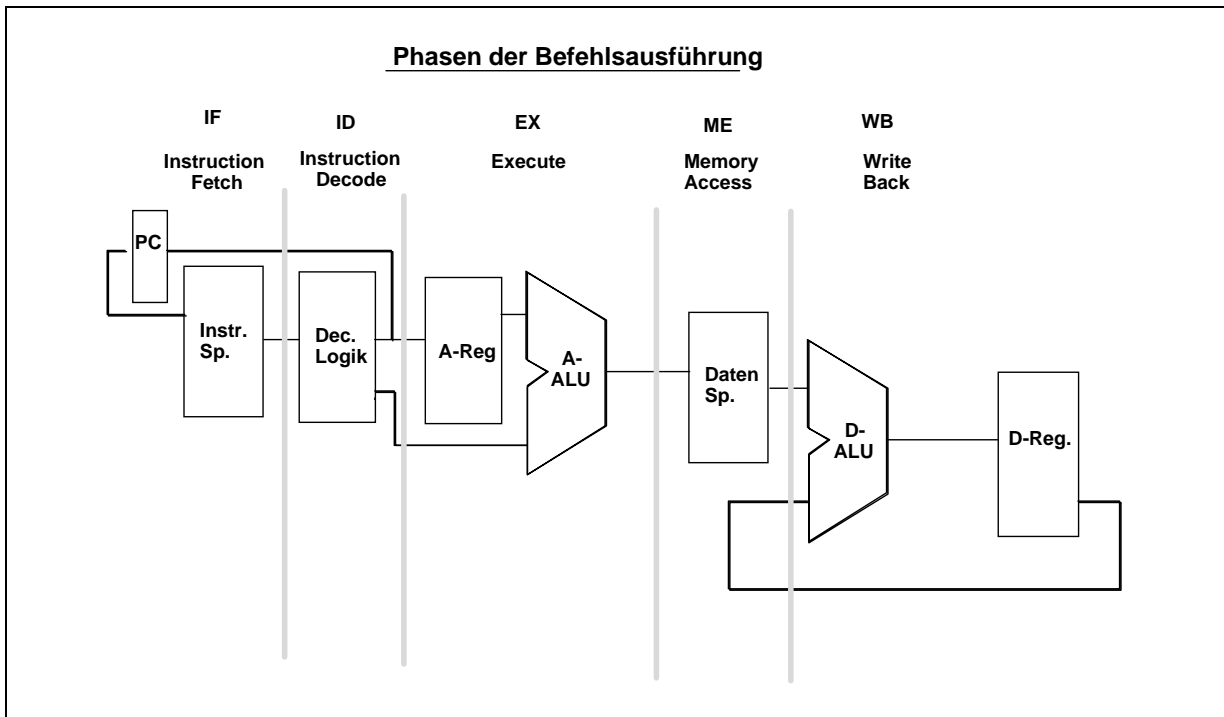 Phasen der Befehlsausführung
IF
ID
EX
ME
WB
Instruction
Fetch
Instruction
Decode
Execute
Memory
Access
Write
Back
PC
Instr.
Sp.
Dec.
Logik
A-Reg
A-
ALU
Daten
Sp.
D-
ALU
D-Reg.